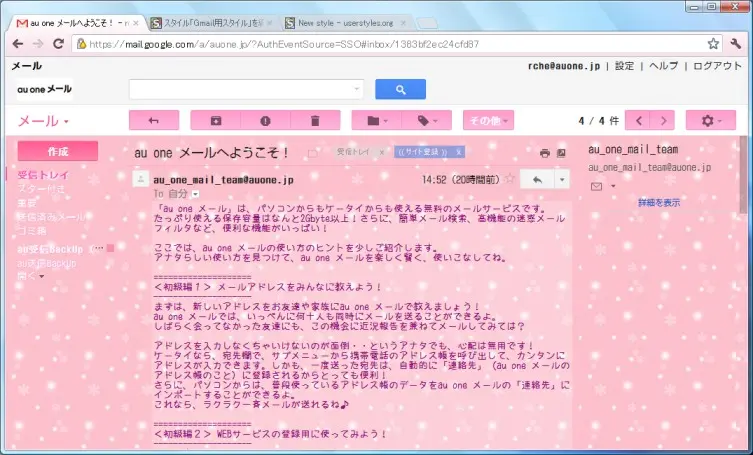 au one メールへようこそ！ - n
スタイル「Gmail用スタイル」を編
New style - userstyles.org
https://mail.google.com/a/auone.jp/?AuthEventSource=SSO#inbox/1383bf2ec24cfd87
メール
rche@auone.jp | 設定 | ヘルプ | ログアウト
au one メール
メール
その他
4 / 4 件
作成
au one メールへようこそ！
受信トレイ x
((サイト登録)) x
au_one_mail_team
au_one_mail_team@auone.jp
詳細を表示
受信トレイ
スター付き
重要
送信済みメール
ゴミ箱
au受信BackUp
au送信BackUp
開く
au_one_mail_team@auone.jp
14:52 (20時間前)
To 自分
「au one メール」は、パソコンからもケータイからも使える無料のメールサービスです。
たっぷり使える保存容量はなんと2Gbyte以上！さらに、簡単メール検索、高機能の迷惑メール
フィルタなど、便利な機能がいっぱい！
ここでは、au one メールの使い方のヒントを少しご紹介します。
アナタらしい使い方を見つけて、au one メールを楽しく賢く、使いこなしてね。
====================
＜初級編１＞ メールアドレスをみんなに教えよう！
--------------------
まずは、新しいアドレスをお友達や家族にau one メールで教えましょう！
au one メールでは、いっぺんに何十人も同時にメールを送ることができるよ。
しばらく会ってなかった友達にも、この機会に近況報告を兼ねてメールしてみては？
アドレスを入力しなくちゃいけないのが面倒・・というアナタでも、心配は無用です！
ケータイなら、宛先欄で、サブメニューから携帯電話のアドレス帳を呼び出して、カンタンに
アドレスが入力できます。しかも、一度送った宛先は、自動的に「連絡先」（au one メールのア
ドレス帳のこと）に登録されるからとっても便利！
さらに、パソコンからは、普段使っているアドレス帳のデータをau one メールの「連絡先」に
インポートすることができるよ。
これなら、ラクラク一斉メールが送れるね♪
====================
＜初級編２＞ WEBサービスの登録用に使ってみよう！
--------------------